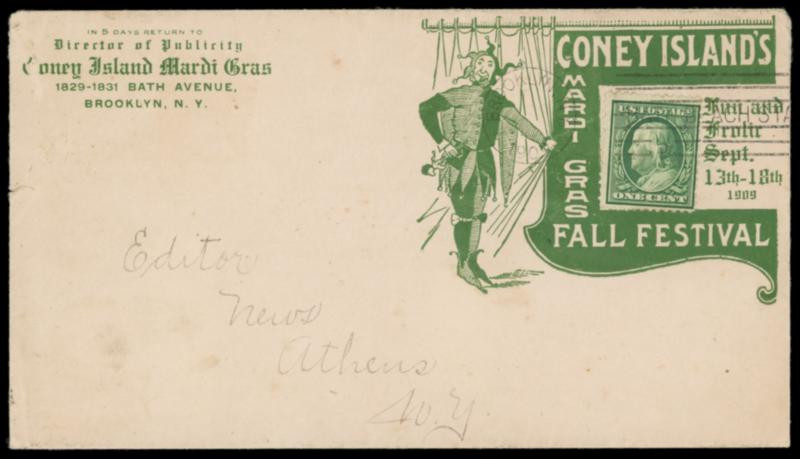 IN 5 DAYS RETURN TO
Director of Publicity
Coney Island Mardi Gras
1829-1831 BATH AVENUE,
BROOKLYN, N. Y.
CONEY ISLAND'S
MARDI GRAS
U.S. POSTAGE
ONE CENT
Fun and
Frolic
Sept.
13th-18th
1909
FALL FESTIVAL
Editor
News
Athens
N.Y.